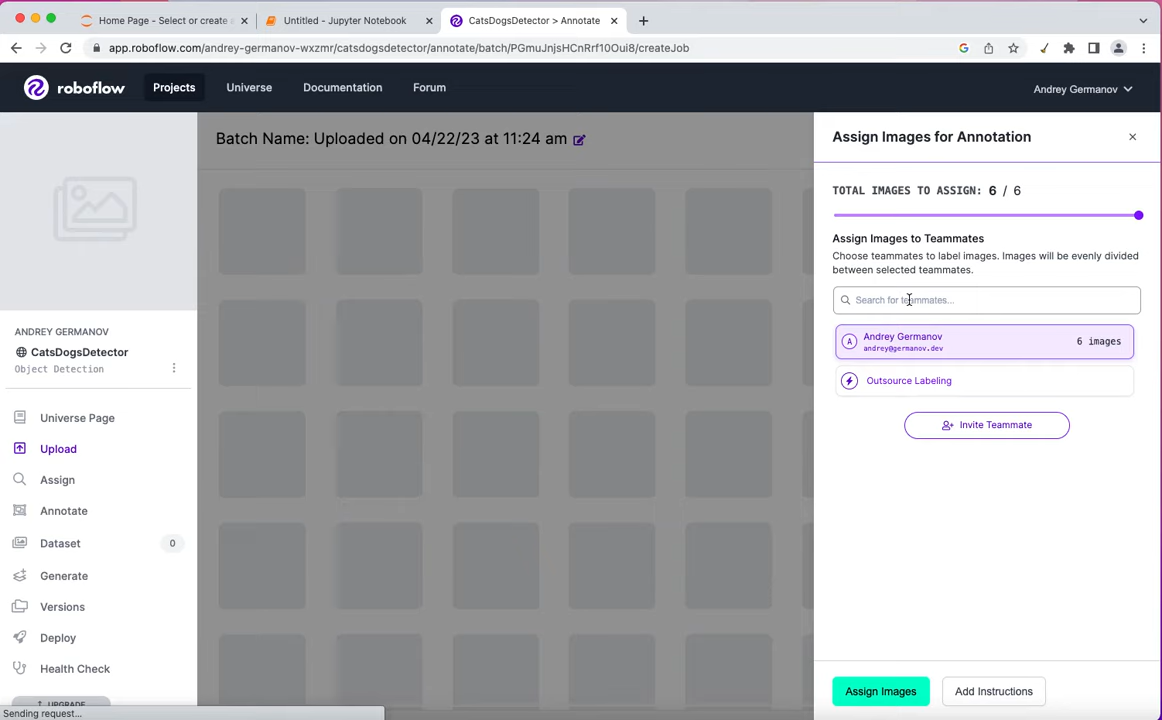 Home Page - Select or create a
Untitled - Jupyter Notebook
CatsDogsDetector > Annotate
app.roboflow.com/andrey-germanov-wxzmr/catsdogsdetector/annotate/batch/PGmuJnjsHCnRrf10Oui8/createJob
roboflow
Projects
Universe
Documentation
Forum
Andrey Germanov
Batch Name: Uploaded on 04/22/23 at 11:24 am
Assign Images for Annotation
TOTAL IMAGES TO ASSIGN: 6 / 6
Assign Images to Teammates
Choose teammates to label images. Images will be evenly divided
between selected teammates.
Search for teammates...
A
Andrey Germanov
andrey@germanov.dev
6 images
Outsource Labeling
Invite Teammate
ANDREY GERMANOV
CatsDogsDetector
Object Detection
Universe Page
Upload
Assign
Annotate
Dataset
0
Generate
Versions
Deploy
Health Check
UPGRADE
Sending request...
Assign Images
Add Instructions